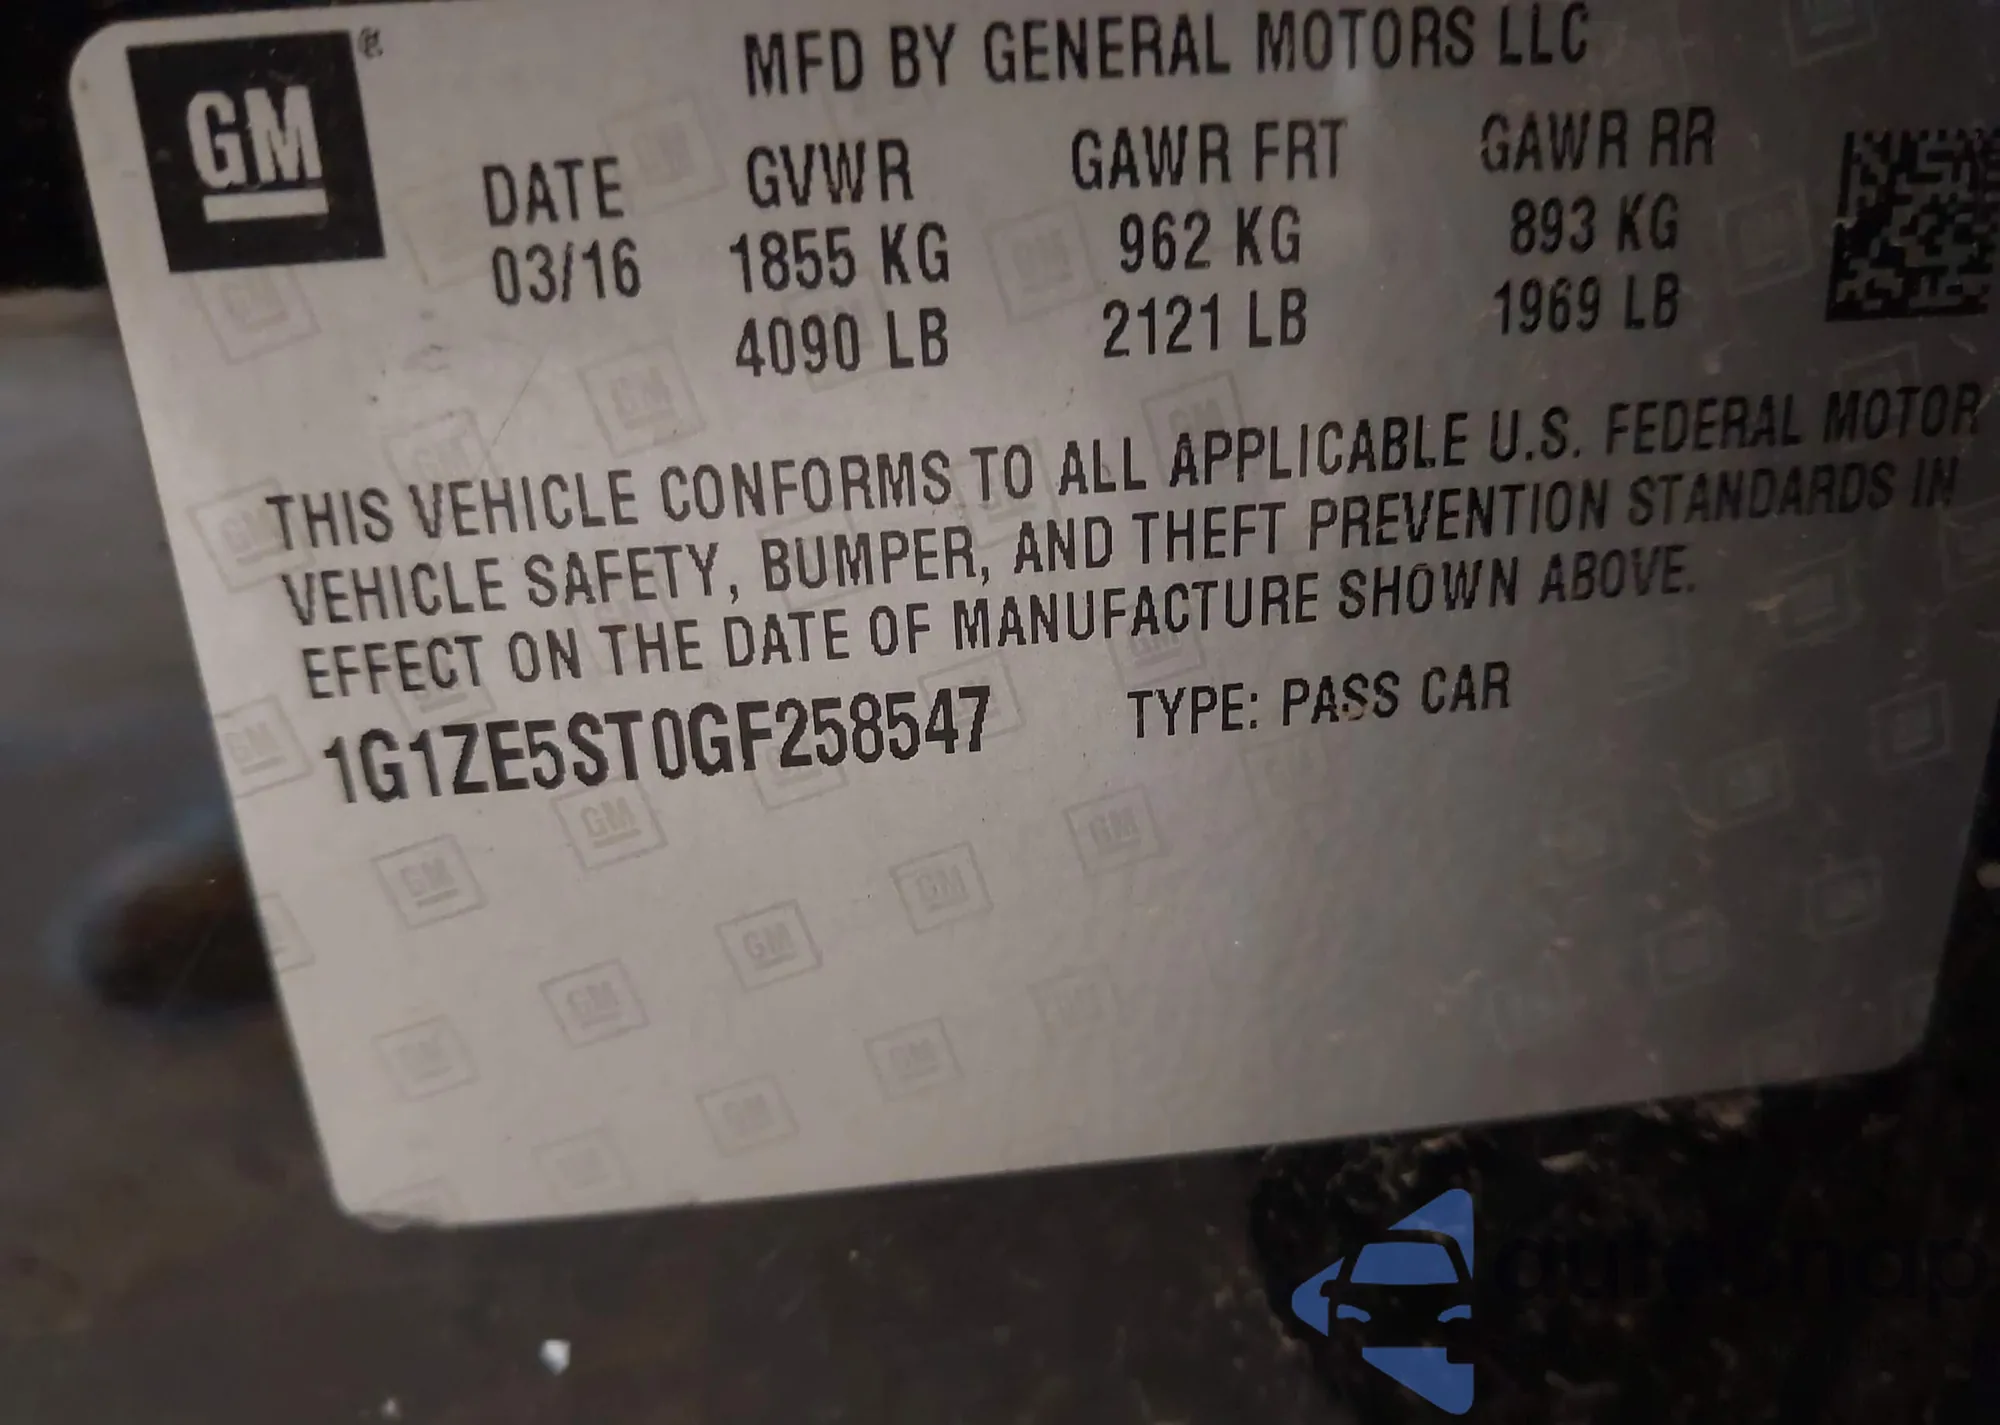 GM
MFD BY GENERAL MOTORS LLC
DATE GVWR GAWR FRT GAWR RR
03/16 1855 KG 962 KG 893 KG
4090 LB 2121 LB 1969 LB
THIS VEHICLE CONFORMS TO ALL APPLICABLE U.S. FEDERAL MOTOR
VEHICLE SAFETY, BUMPER, AND THEFT PREVENTION STANDARDS IN
EFFECT ON THE DATE OF MANUFACTURE SHOWN ABOVE.
1G1ZE5ST0GF258547 TYPE: PASS CAR